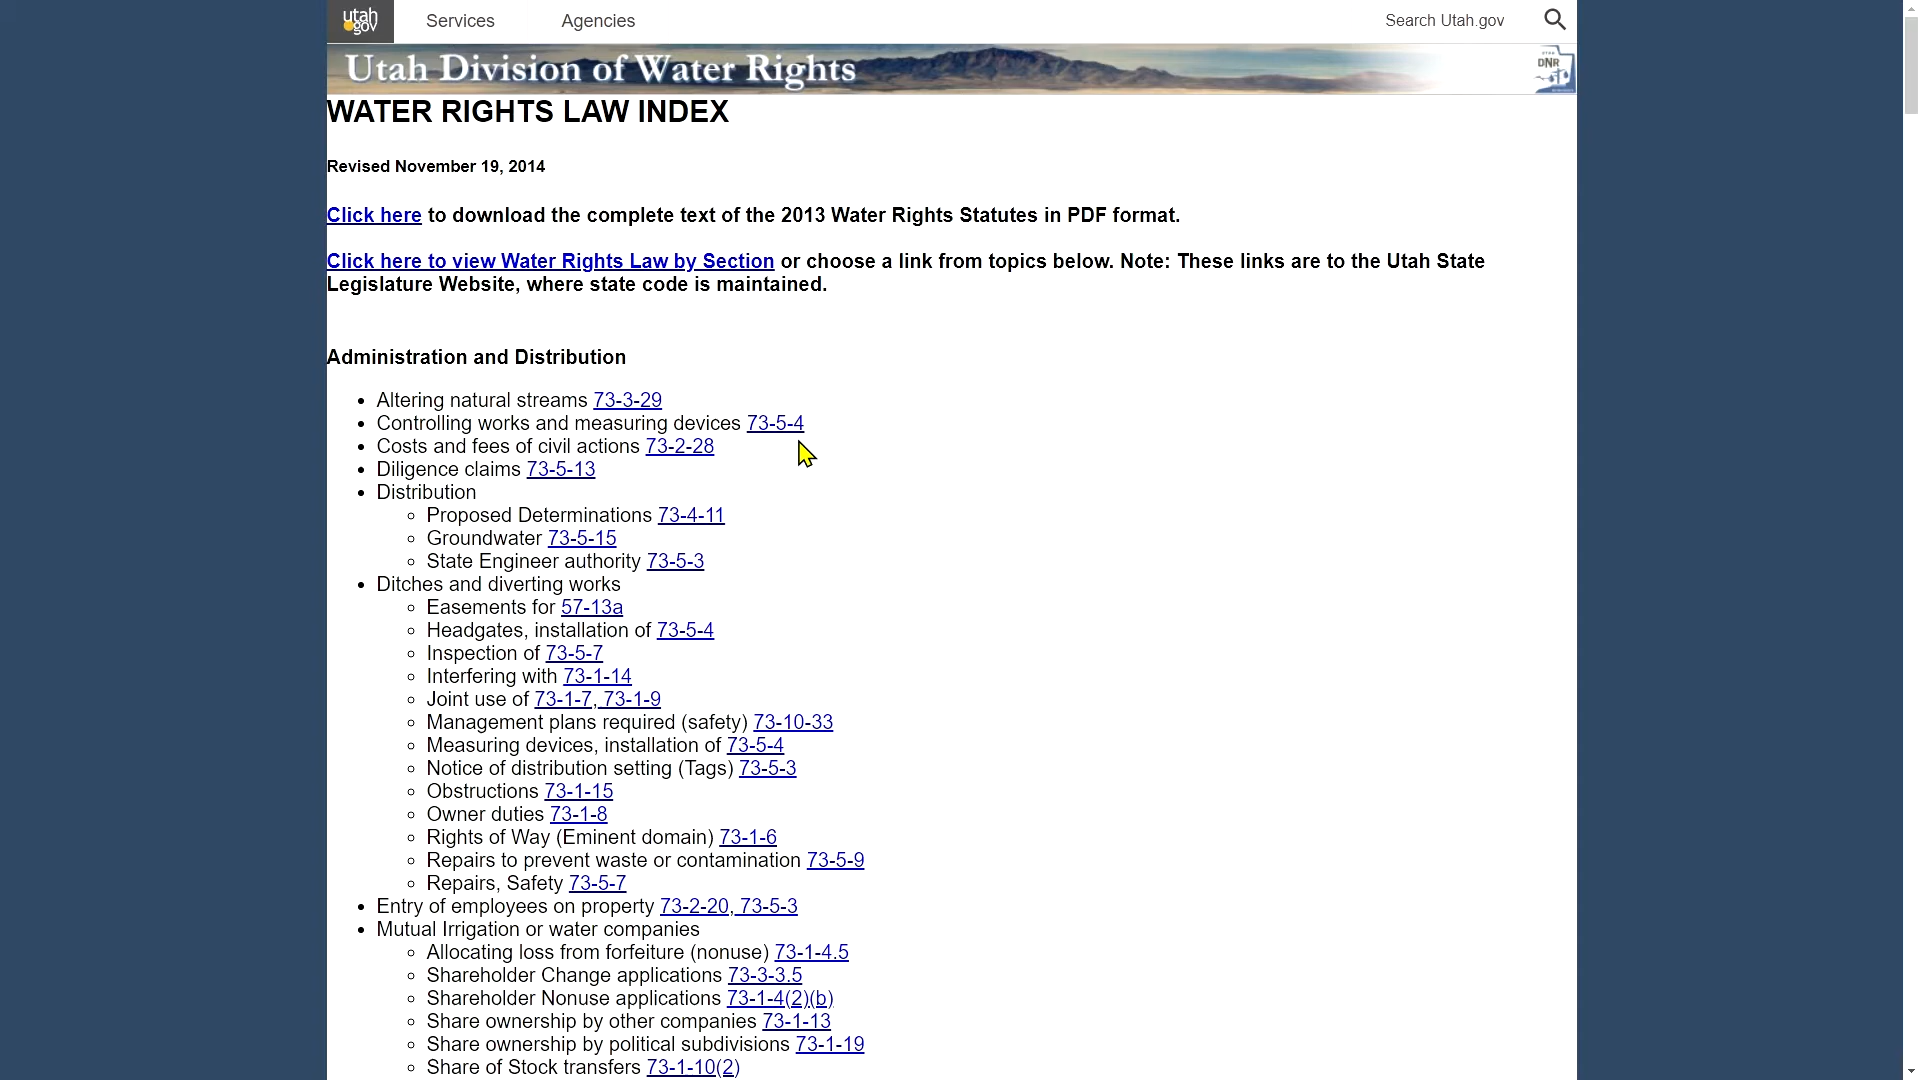 utah
gov
Services
Agencies
Search Utah.gov
Utah Division of Water Rights
DNR
WATER RIGHTS LAW INDEX
Revised November 19, 2014
Click here to download the complete text of the 2013 Water Rights Statutes in PDF format.
Click here to view Water Rights Law by Section or choose a link from topics below. Note: These links are to the Utah State
Legislature Website, where state code is maintained.
Administration and Distribution
• Altering natural streams 73-3-29
• Controlling works and measuring devices 73-5-4
• Costs and fees of civil actions 73-2-28
• Diligence claims 73-5-13
• Distribution
◦ Proposed Determinations 73-4-11
◦ Groundwater 73-5-15
◦ State Engineer authority 73-5-3
• Ditches and diverting works
◦ Easements for 57-13a
◦ Headgates, installation of 73-5-4
◦ Inspection of 73-5-7
◦ Interfering with 73-1-14
◦ Joint use of 73-1-7, 73-1-9
◦ Management plans required (safety) 73-10-33
◦ Measuring devices, installation of 73-5-4
◦ Notice of distribution setting (Tags) 73-5-3
◦ Obstructions 73-1-15
◦ Owner duties 73-1-8
◦ Rights of Way (Eminent domain) 73-1-6
◦ Repairs to prevent waste or contamination 73-5-9
◦ Repairs, Safety 73-5-7
• Entry of employees on property 73-2-20, 73-5-3
• Mutual Irrigation or water companies
◦ Allocating loss from forfeiture (nonuse) 73-1-4.5
◦ Shareholder Change applications 73-3-3.5
◦ Shareholder Nonuse applications 73-1-4(2)(b)
◦ Share ownership by other companies 73-1-13
◦ Share ownership by political subdivisions 73-1-19
◦ Share of Stock transfers 73-1-10(2)